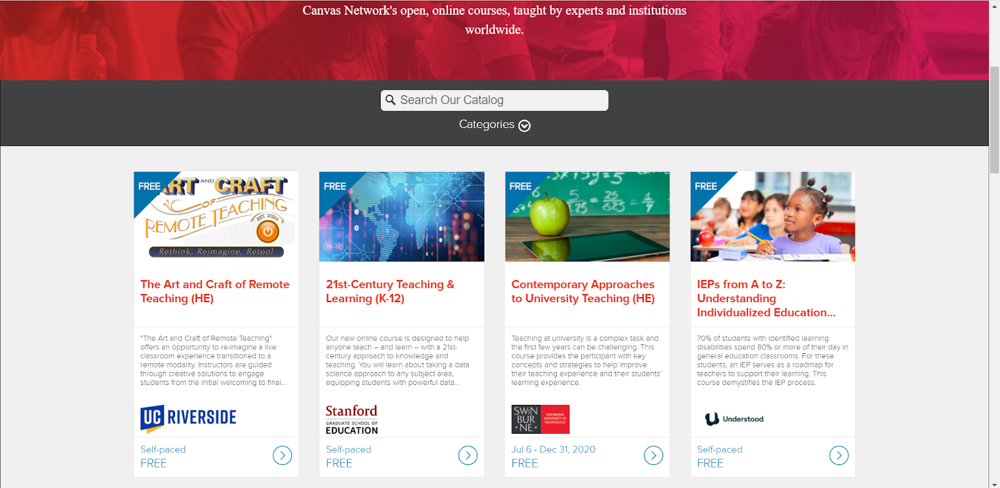 Canvas Network's open, online courses, taught by experts and institutions
worldwide.
Search Our Catalog
Categories
FREE
ART AND CRAFT
OF
REMOTE TEACHING
EST. 2020
Rethink, Reimagine, Retool
The Art and Craft of Remote
Teaching (HE)
"The Art and Craft of Remote Teaching"
offers an opportunity to re-imagine a live
classroom experience transitioned to a
remote modality. Instructors are guided
through creative solutions to engage
students from the initial welcoming to final...
UC RIVERSIDE
Self-paced
FREE
FREE
21st-Century Teaching &
Learning (K-12)
Our new online course is designed to help
anyone teach – and learn – with a 21st-
century approach to knowledge and
teaching. You will learn about taking a data
science approach to any subject area,
equipping students with powerful data...
Stanford
GRADUATE SCHOOL OF
EDUCATION
Self-paced
FREE
FREE
Contemporary Approaches
to University Teaching (HE)
Teaching at university is a complex task and
the first few years can be challenging. This
course provides the participant with key
concepts and strategies to help improve
their teaching experience and their students'
learning experience.
SWIN
BUR
NE
SWINBURNE
UNIVERSITY OF
TECHNOLOGY
Jul 6 - Dec 31, 2020
FREE
FREE
IEPs from A to Z:
Understanding
Individualized Education...
70% of students with identified learning
disabilities spend 80% or more of their day in
general education classrooms. For these
students, an IEP serves as a roadmap for
teachers to support their learning. This
course demystifies the IEP process.
Understood
Self-paced
FREE